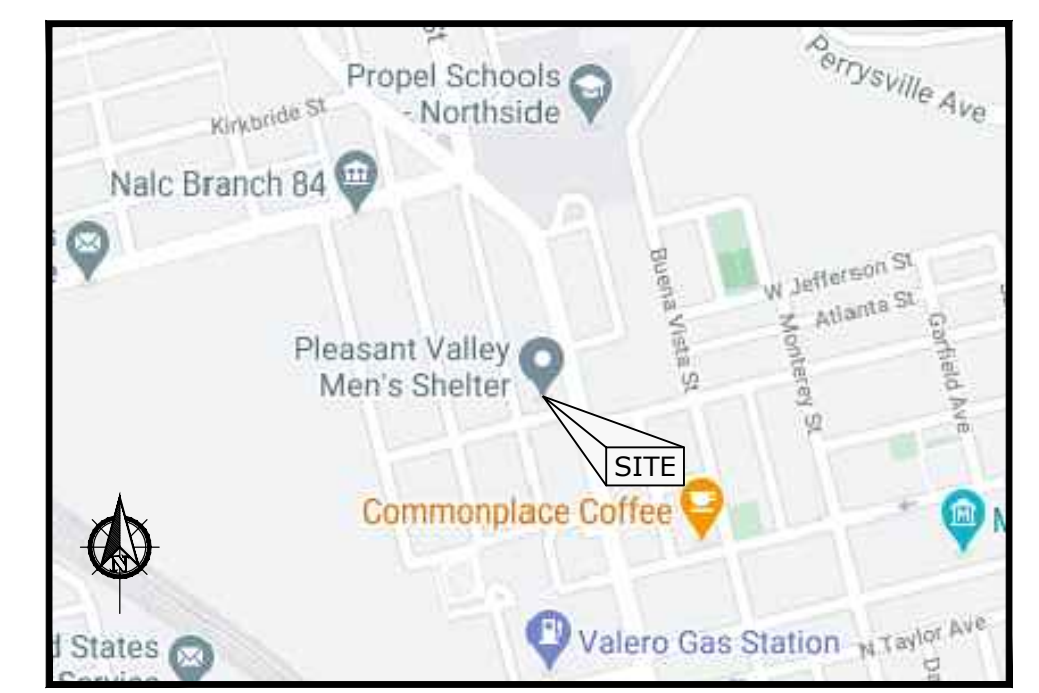 Perrysville Ave
Propel Schools
- Northside
Kirkbride St
Nalc Branch 84
Buena Vista St
W Jefferson St
Atlanta St
Monterey St
Garfield Ave
Pleasant Valley
Men's Shelter
SITE
Commonplace Coffee
N
Valero Gas Station
N Taylor Ave
States
Service